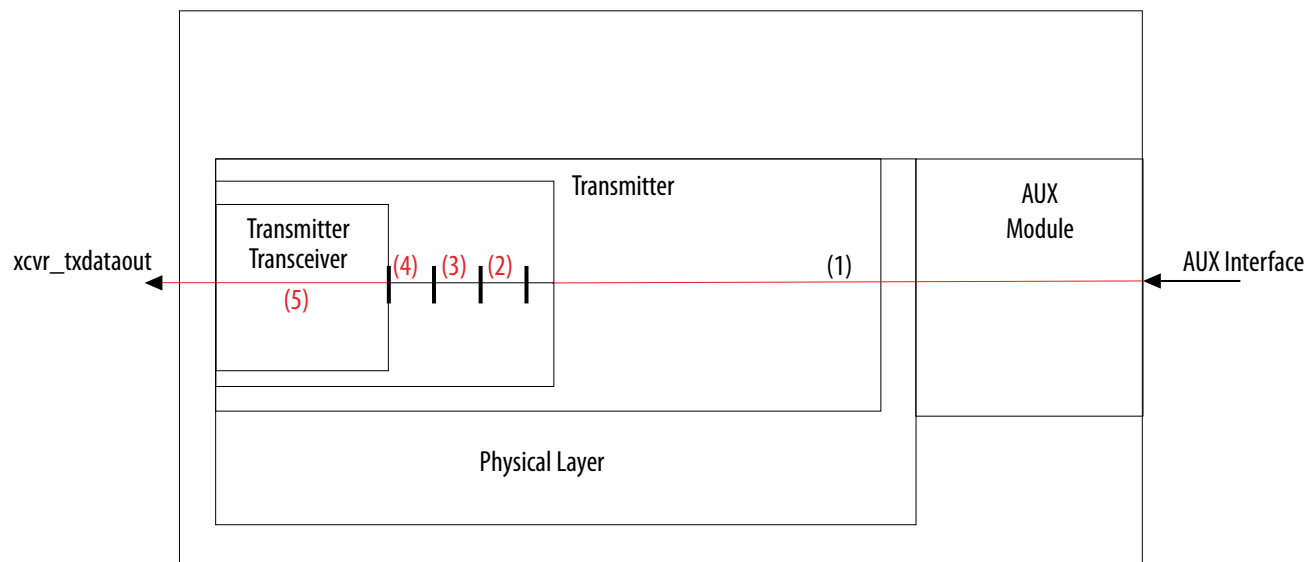 Transmitter
AUX
Module
Transmitter
Transceiver
xcvr_txdataout
(4)
(3)
(2)
(1)
AUX Interface
(5)
Physical Layer